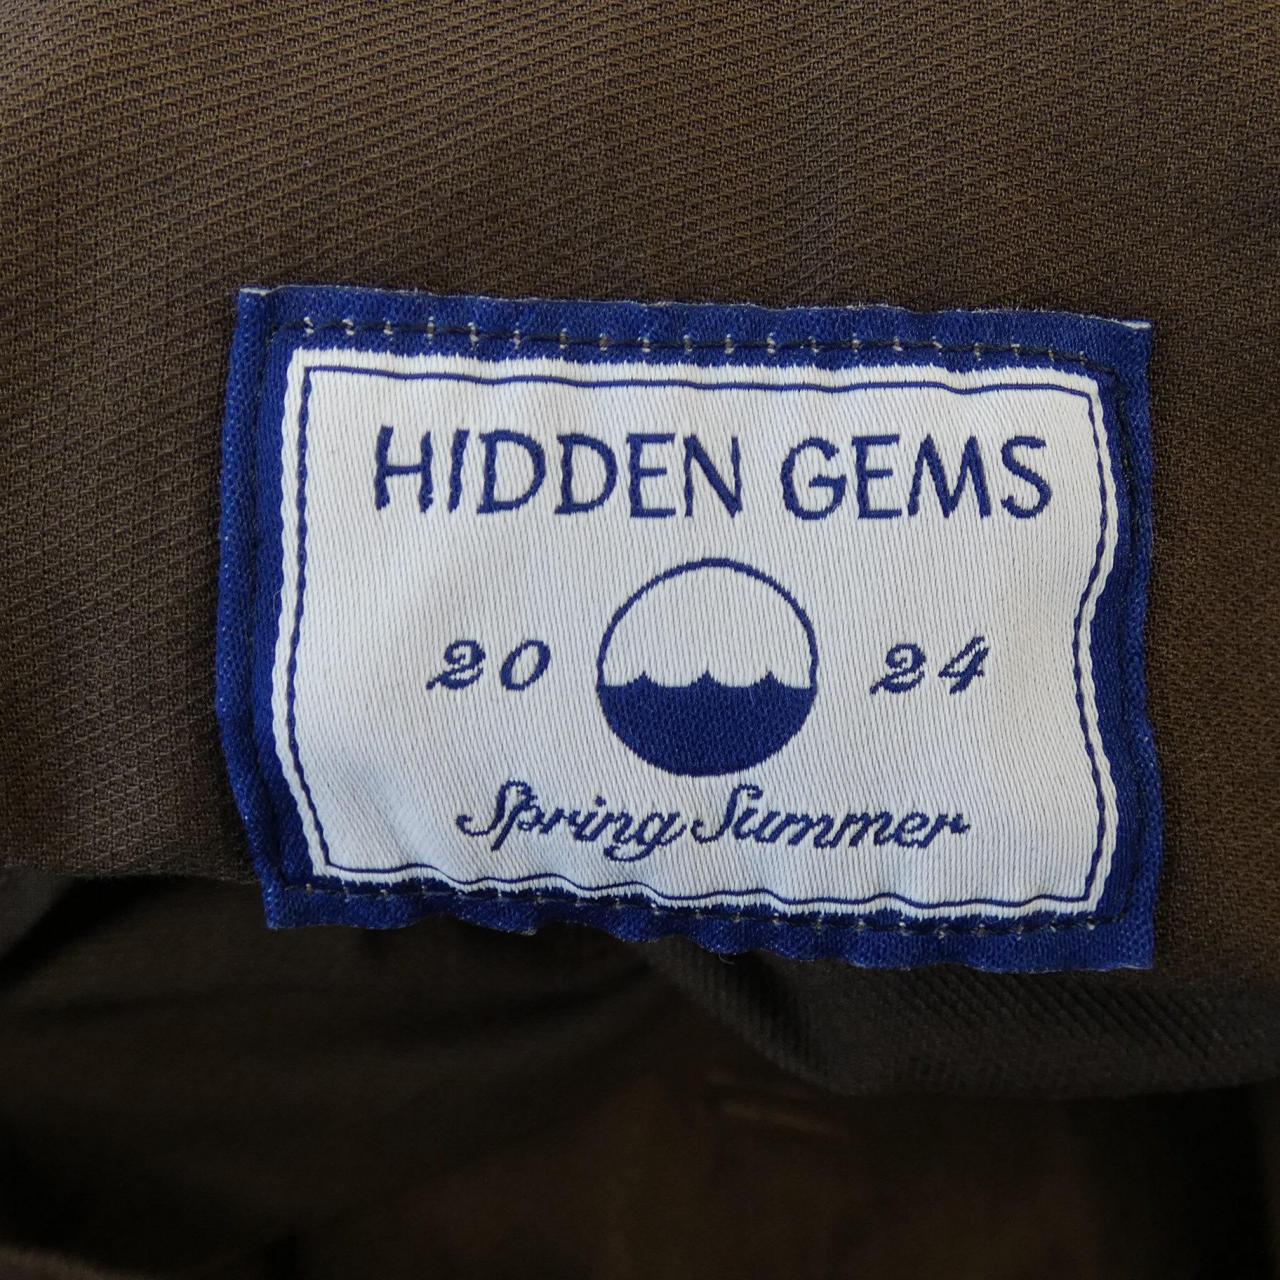 HIDDEN GEMS
20 24
Spring Summer